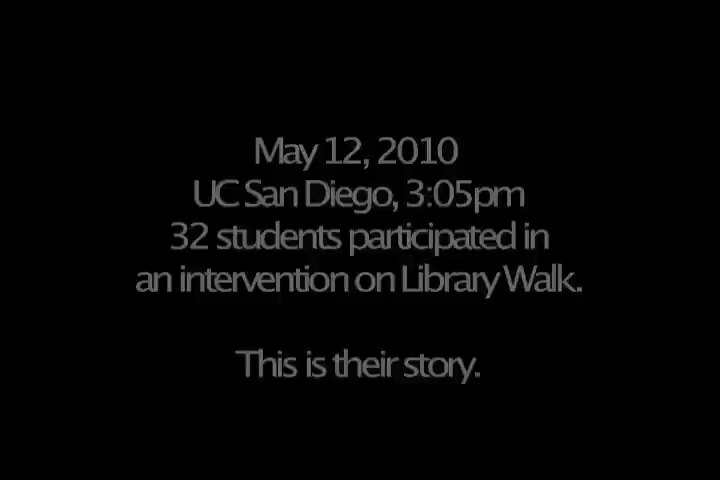 May 12, 2010
UC San Diego, 3:05pm
32 students participated in
an intervention on Library Walk.
This is their story.